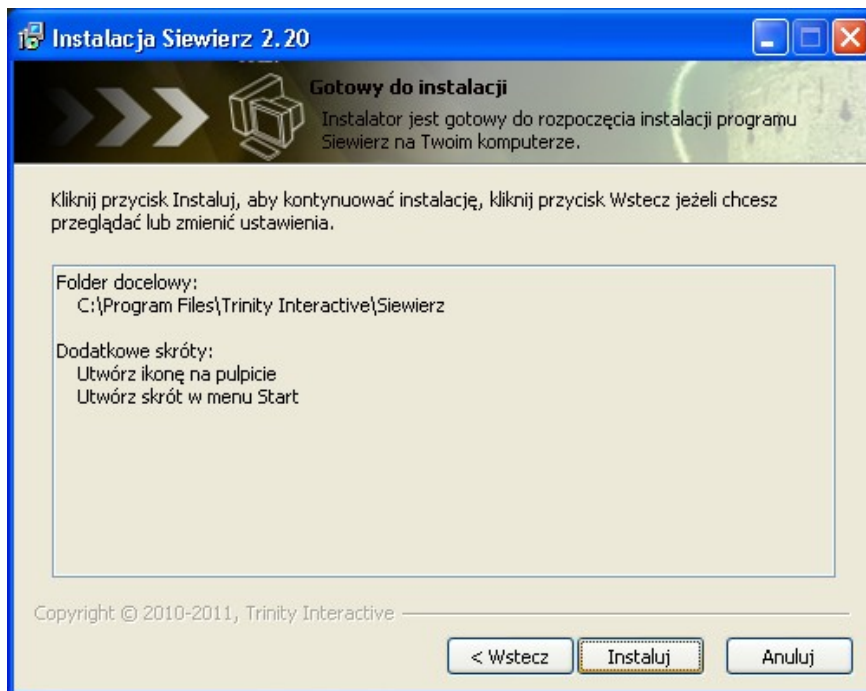 Instalacja Siewierz 2.20
Gotowy do instalacji
Instalator jest gotowy do rozpoczęcia instalacji programu
Siewierz na Twoim komputerze.
Kliknij przycisk Instaluj, aby kontynuować instalację, kliknij przycisk Wstecz jeżeli chcesz
przeglądać lub zmienić ustawienia.
Folder docelowy:
C:\Program Files\Trinity Interactive\Siewierz
Dodatkowe skróty:
Utwórz ikonę na pulpicie
Utwórz skrót w menu Start
Copyright © 2010-2011, Trinity Interactive
< Wstecz
Instaluj
Anuluj